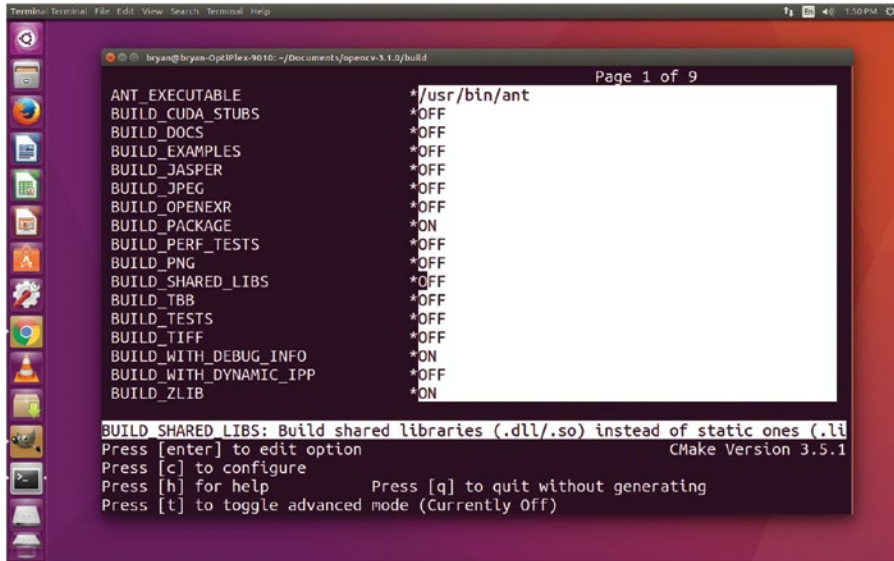 Terminal Terminal File Edit View Search Terminal Help
En 1:50 PM
bryan@bryan-OptiPlex-9010: ~/Documents/opencv-3.1.0/build
Page 1 of 9
ANT_EXECUTABLE */usr/bin/ant
BUILD_CUDA_STUBS *OFF
BUILD_DOCS *OFF
BUILD_EXAMPLES *OFF
BUILD_JASPER *OFF
BUILD_JPEG *OFF
BUILD_OPENEXR *OFF
BUILD_PACKAGE *ON
BUILD_PERF_TESTS *OFF
BUILD_PNG *OFF
BUILD_SHARED_LIBS *OFF
BUILD_TBB *OFF
BUILD_TESTS *OFF
BUILD_TIFF *OFF
BUILD_WITH_DEBUG_INFO *ON
BUILD_WITH_DYNAMIC_IPP *OFF
BUILD_ZLIB *ON
BUILD_SHARED_LIBS: Build shared libraries (.dll/.so) instead of static ones (.li
Press [enter] to edit option CMake Version 3.5.1
Press [c] to configure
Press [h] for help Press [q] to quit without generating
Press [t] to toggle advanced mode (Currently Off)